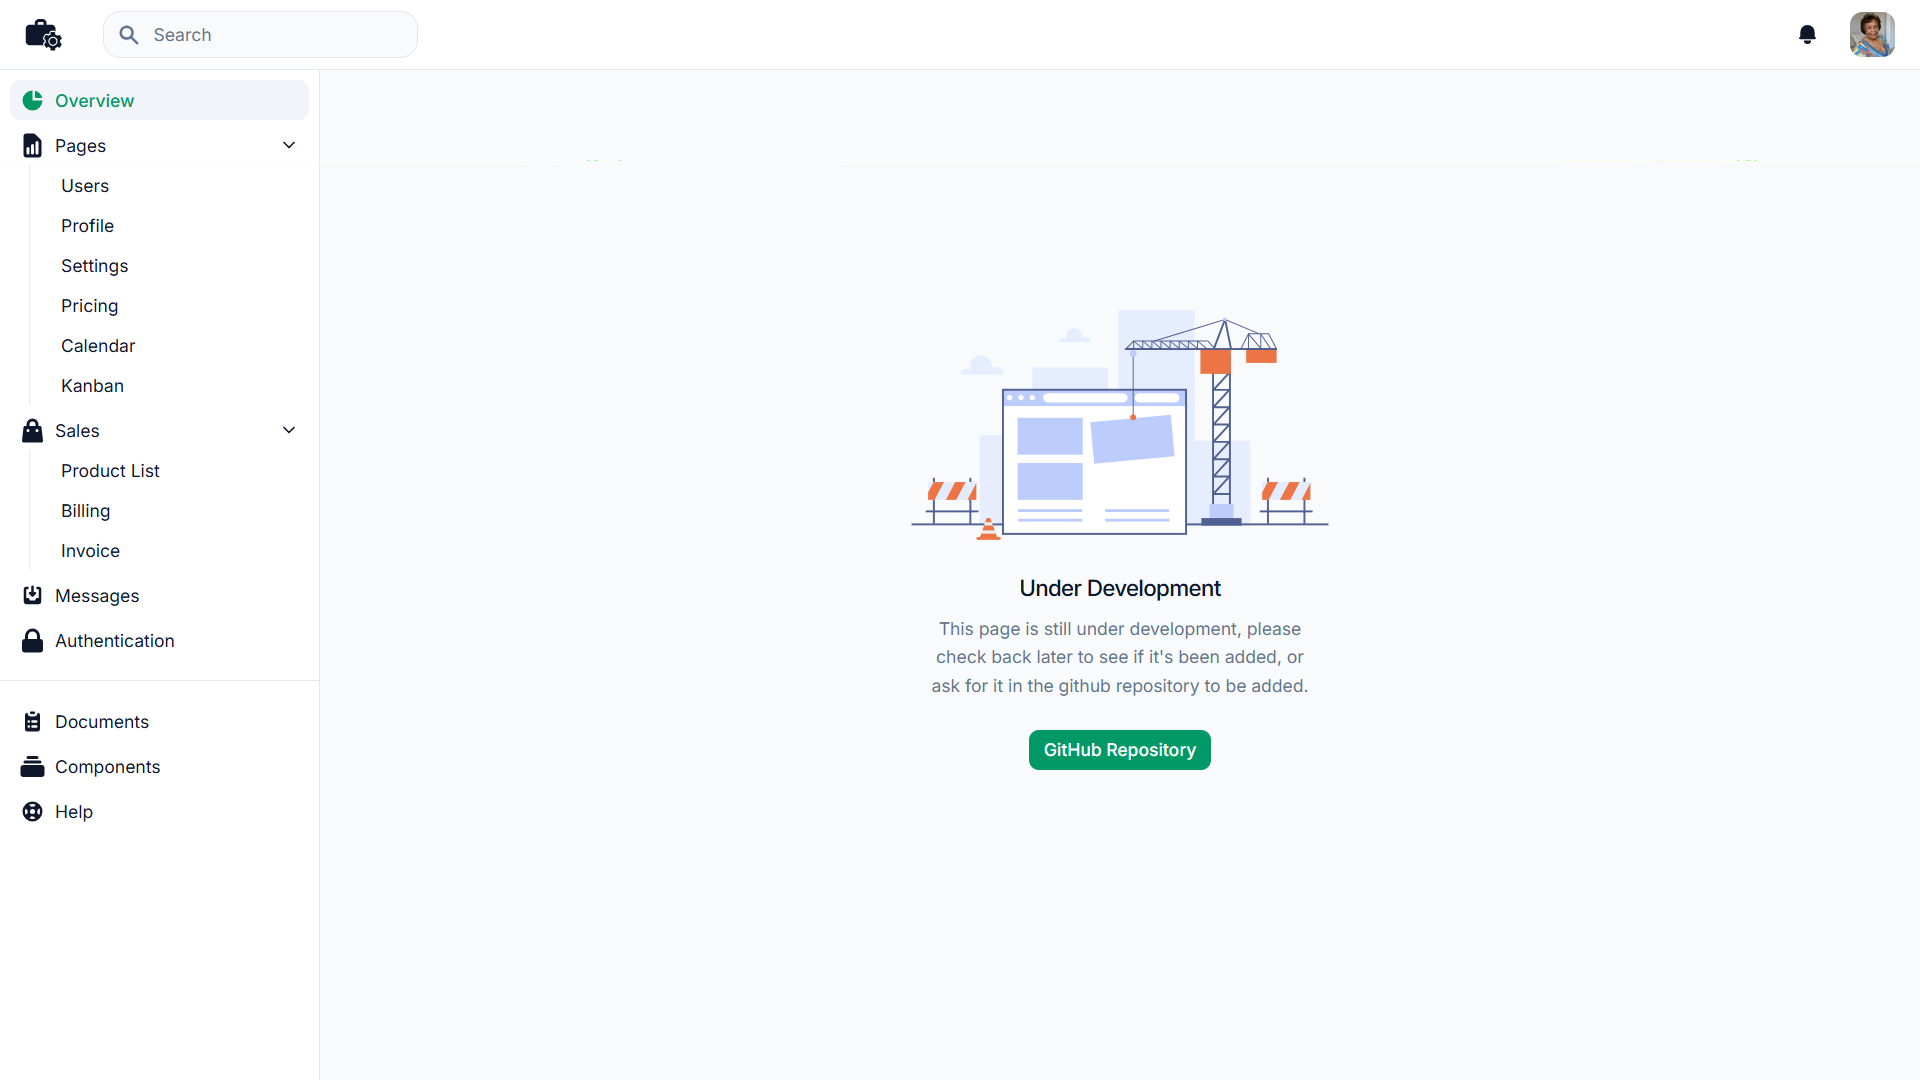 Search
Overview
Pages
Users
Profile
Settings
Pricing
Calendar
Kanban
Sales
Product List
Billing
Invoice
Messages
Authentication
Documents
Components
Help
Under Development
This page is still under development, please
check back later to see if it's been added, or
ask for it in the github repository to be added.
GitHub Repository